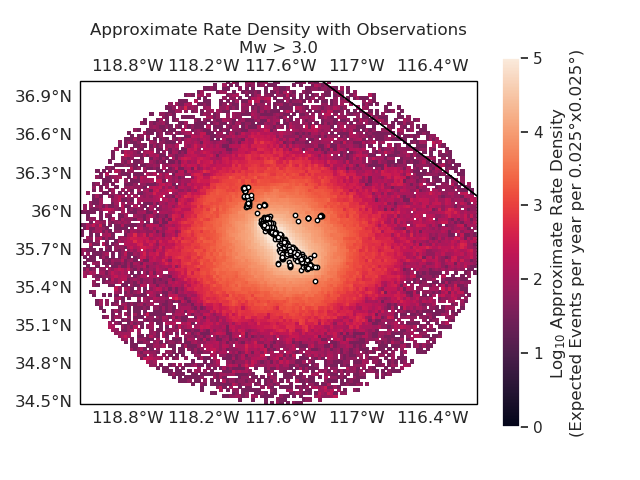 Approximate Rate Density with Observations
Mw > 3.0
118.8°W 118.2°W 117.6°W 117°W 116.4°W
36.9°N
36.6°N
36.3°N
36°N
35.7°N
35.4°N
35.1°N
34.8°N
34.5°N
118.8°W 118.2°W 117.6°W 117°W 116.4°W
5
4
3
2
1
0
Log₁₀ Approximate Rate Density
(Expected Events per year per 0.025°x0.025°)